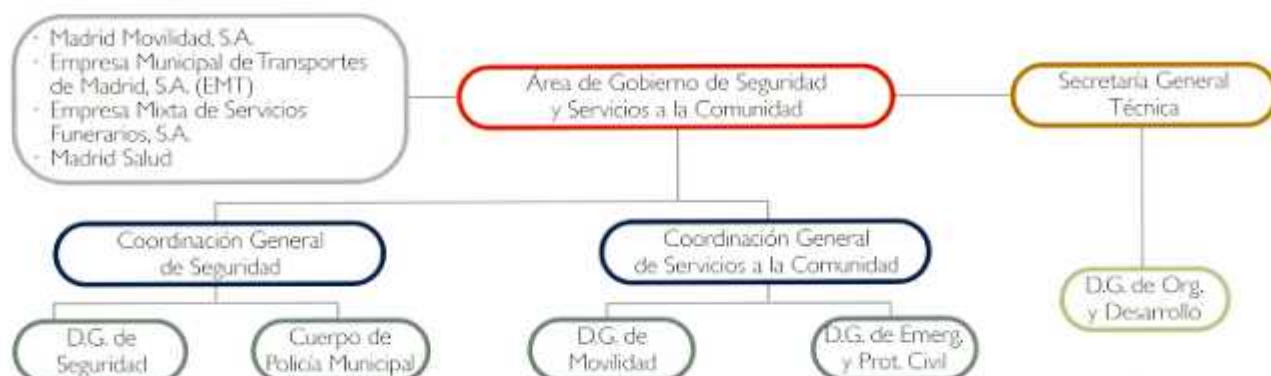 · Madrid Movilidad, S.A.
· Empresa Municipal de Transportes
de Madrid, S.A. (EMT)
· Empresa Mixta de Servicios
Funerarios, S.A.
· Madrid Salud
Área de Gobierno de Seguridad
y Servicios a la Comunidad
Secretaría General
Técnica
Coordinación General
de Seguridad
Coordinación General
de Servicios a la Comunidad
D.G. de Org.
y Desarrollo
D.G. de
Seguridad
Cuerpo de
Policía Municipal
D.G. de
Movilidad
D.G. de Emerg.
y Prot. Civil